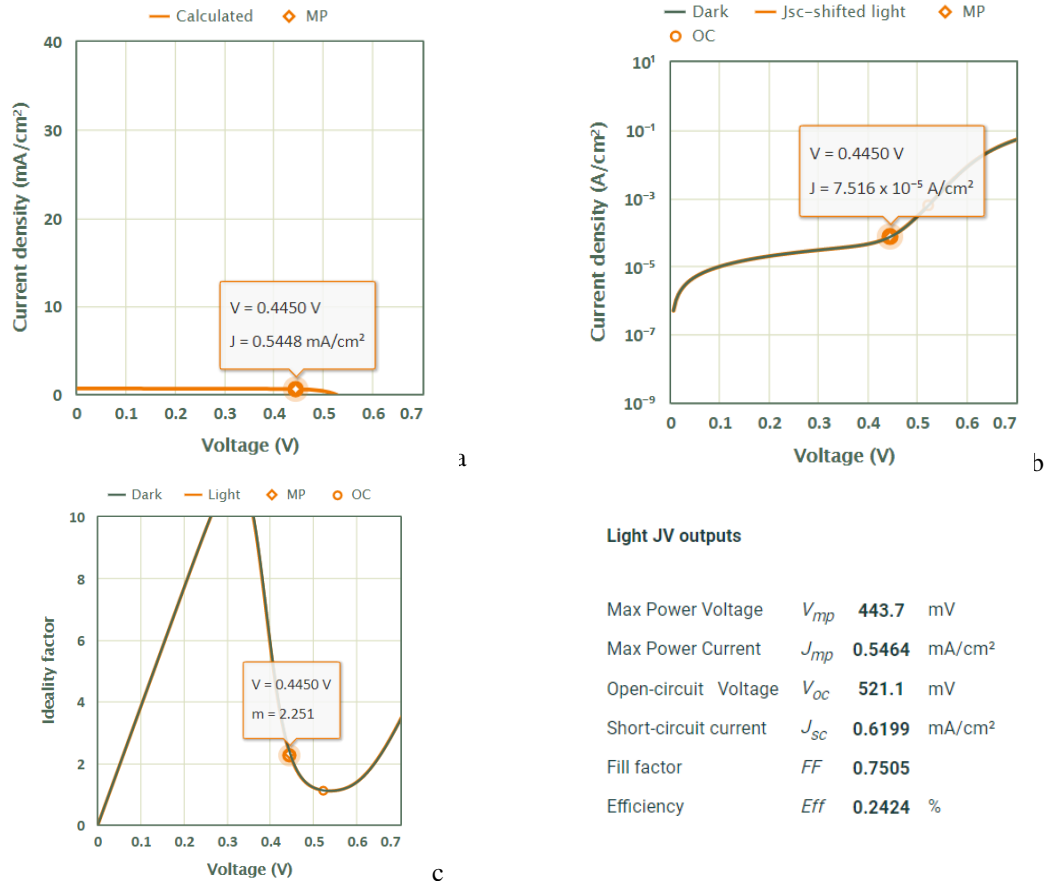 Calculated MP
40
30
20
10
0
Current density (mA/cm²)
V = 0.4450 V
J = 0.5448 mA/cm²
0 0.1 0.2 0.3 0.4 0.5 0.6 0.7
Voltage (V)
a
Dark Jsc-shifted light MP
OC
10¹
10⁻¹
10⁻³
10⁻⁵
10⁻⁷
10⁻⁹
Current density (A/cm²)
V = 0.4450 V
J = 7.516 x 10⁻⁵ A/cm²
0 0.1 0.2 0.3 0.4 0.5 0.6 0.7
Voltage (V)
b
Dark Light MP OC
10
8
6
4
2
0
Ideality factor
V = 0.4450 V
m = 2.251
0 0.1 0.2 0.3 0.4 0.5 0.6 0.7
Voltage (V)
c
Light JV outputs
Max Power Voltage Vmp 443.7 mV
Max Power Current Jmp 0.5464 mA/cm²
Open-circuit Voltage Voc 521.1 mV
Short-circuit current Jsc 0.6199 mA/cm²
Fill factor FF 0.7505
Efficiency Eff 0.2424 %